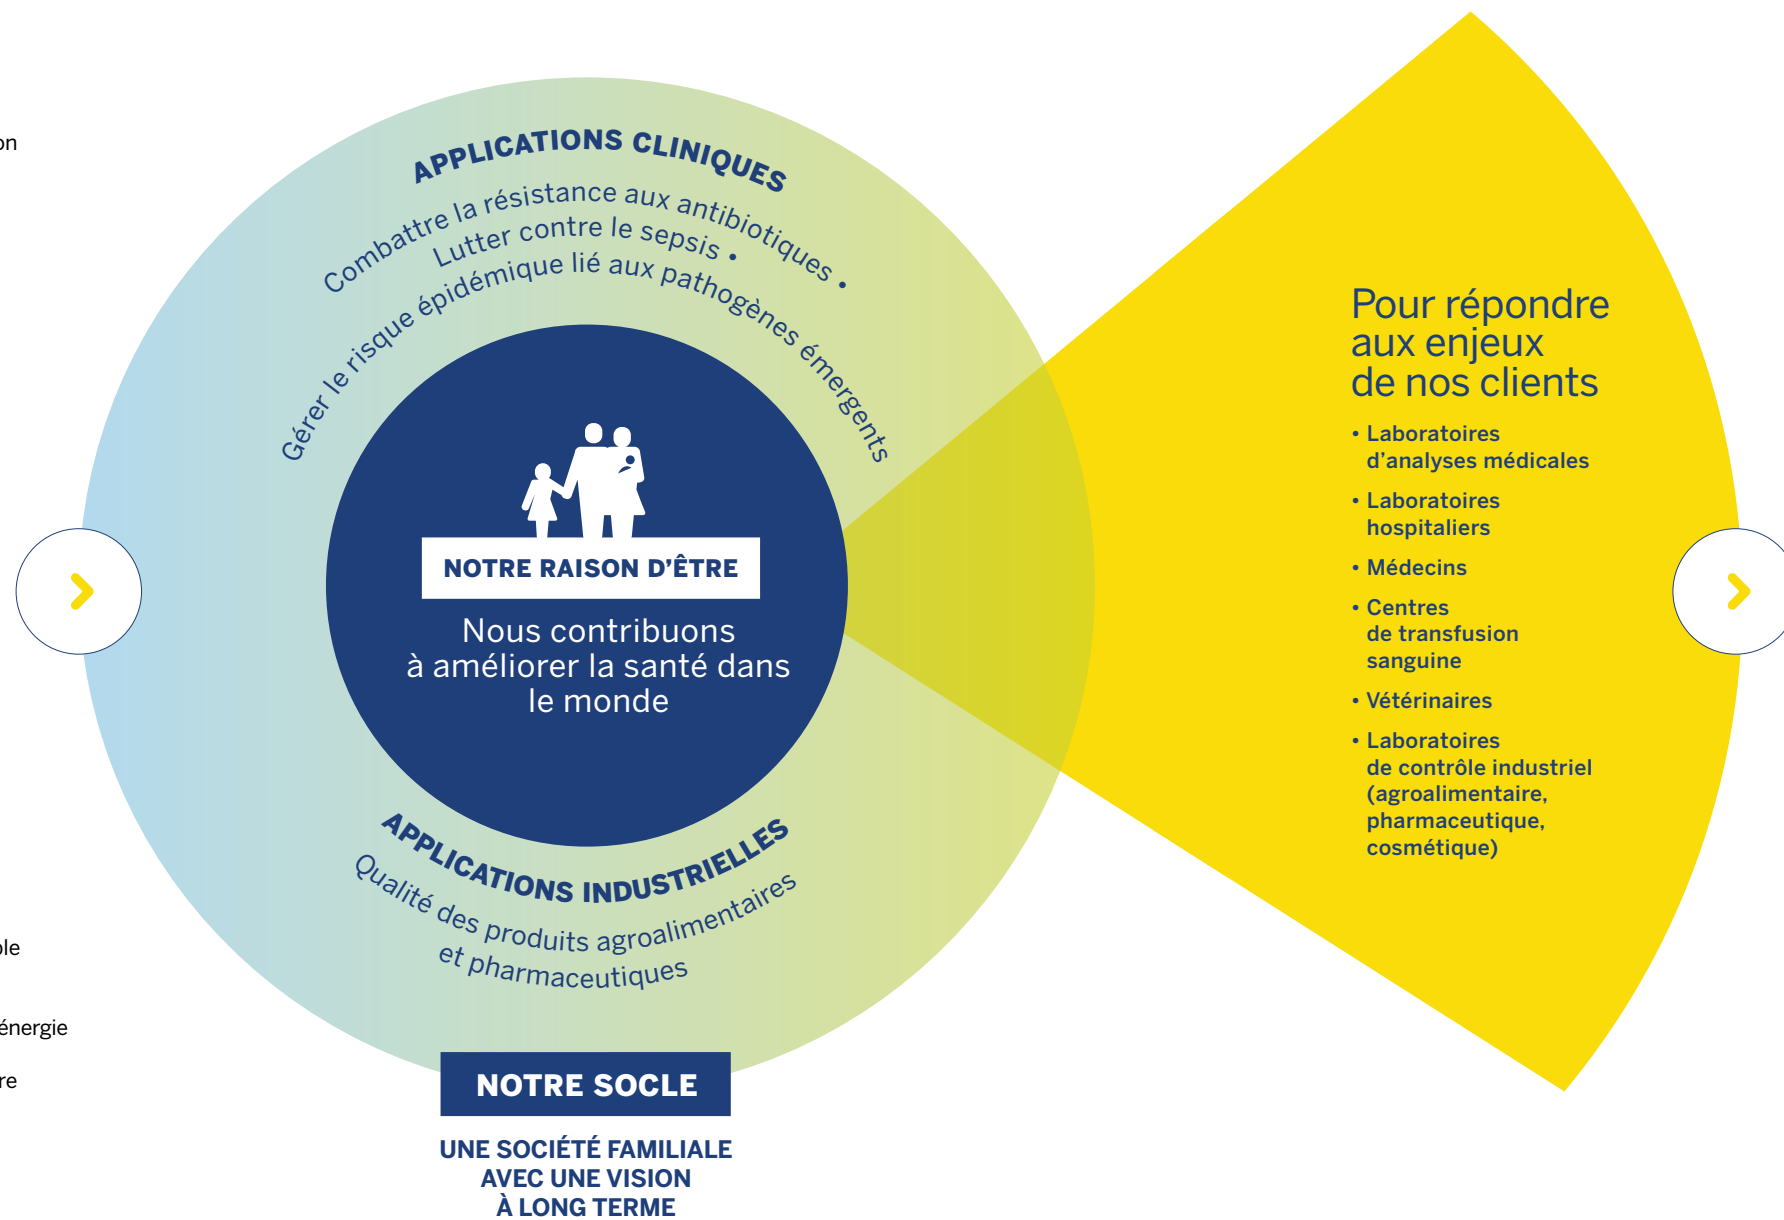 on
APPLICATIONS CLINIQUES
Combattre la résistance aux antibiotiques •
Lutter contre le sepsis •
Gérer le risque épidémique lié aux pathogènes émergents
NOTRE RAISON D'ÊTRE
Nous contribuons
à améliorer la santé dans
le monde
APPLICATIONS INDUSTRIELLES
Qualité des produits agroalimentaires
et pharmaceutiques
ple
énergie
re
NOTRE SOCLE
UNE SOCIÉTÉ FAMILIALE
AVEC UNE VISION
À LONG TERME
Pour répondre
aux enjeux
de nos clients
• Laboratoires
d'analyses médicales
• Laboratoires
hospitaliers
• Médecins
• Centres
de transfusion
sanguine
• Vétérinaires
• Laboratoires
de contrôle industriel
(agroalimentaire,
pharmaceutique,
cosmétique)